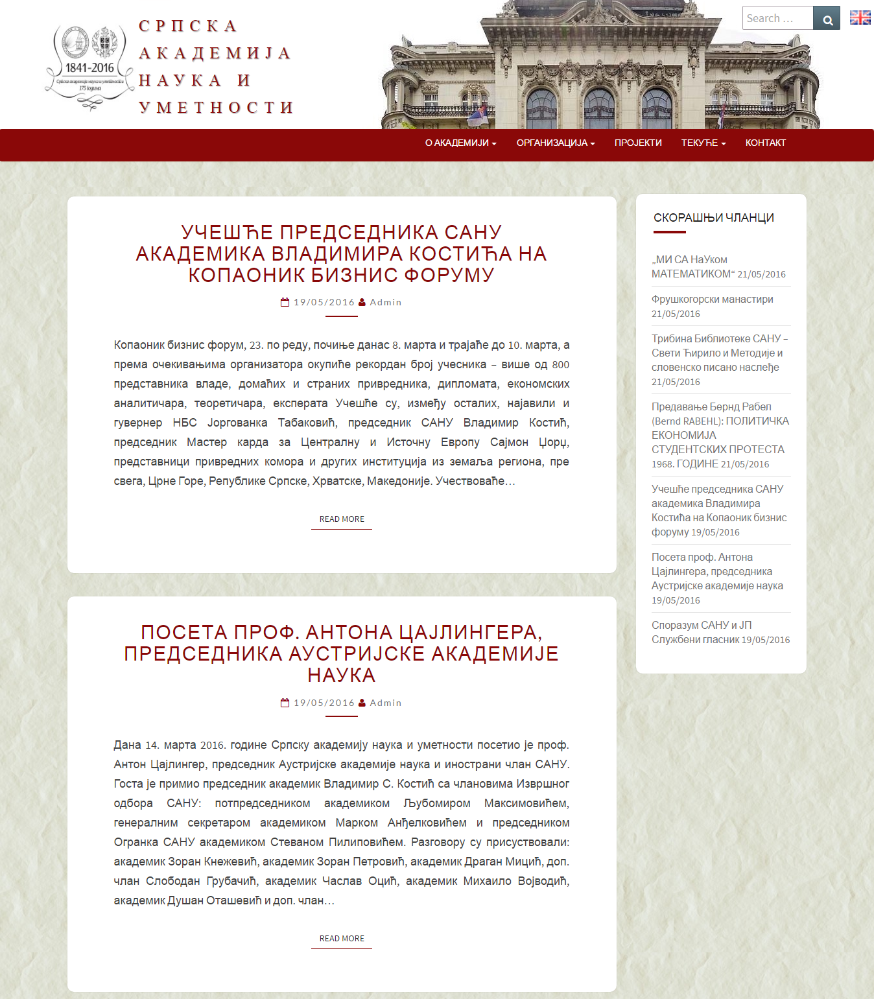 1841-2016
Српска академија наука и уметности
175 година
СРПСКА
АКАДЕМИЈА
НАУКА И
УМЕТНОСТИ
Search …
О АКАДЕМИЈИ
ОРГАНИЗАЦИЈА
ПРОЈЕКТИ
ТЕКУЋЕ
КОНТАКТ
УЧЕШЋЕ ПРЕДСЕДНИКА САНУ
АКАДЕМИКА ВЛАДИМИРА КОСТИЋА НА
КОПАОНИК БИЗНИС ФОРУМУ
19/05/2016 Admin
Копаоник бизнис форум, 23. по реду, почиње данас 8. марта и трајаће до 10. марта, а
према очекивањима организатора окупиће рекордан број учесника – више од 800
представника владе, домаћих и страних привредника, дипломата, економских
аналитичара, теоретичара, експерата Учешће су, између осталих, најавили и
гувернер НБС Јоргованка Табаковић, председник САНУ Владимир Костић,
председник Мастер карда за Централну и Источну Европу Сајмон Џорџ,
представници привредних комора и других институција из земаља региона, пре
свега, Црне Горе, Републике Српске, Хрватске, Македоније. Учествоваће…
READ MORE
ПОСЕТА ПРОФ. АНТОНА ЦАЈЛИНГЕРА,
ПРЕДСЕДНИКА АУСТРИЈСКЕ АКАДЕМИЈЕ
НАУКА
19/05/2016 Admin
Дана 14. марта 2016. године Српску академију наука и уметности посетио је проф.
Антон Цајлингер, председник Аустријске академије наука и инострани члан САНУ.
Госта је примио председник академик Владимир С. Костић са члановима Извршног
одбора САНУ: потпредседником академиком Љубомиром Максимовићем,
генералним секретаром академиком Марком Анђелковићем и председником
Огранка САНУ академиком Стеваном Пилиповићем. Разговору су присуствовали:
академик Зоран Кнежевић, академик Зоран Петровић, академик Драган Мицић, доп.
члан Слободан Грубачић, академик Часлав Оцић, академик Михаило Војводић,
академик Душан Оташевић и доп. члан…
READ MORE
СКОРАШЊИ ЧЛАНЦИ
„МИ СА НаУком
МАТЕМАТИКОМ“ 21/05/2016
Фрушкогорски манастири
21/05/2016
Трибина Библиотеке САНУ –
Свети Ћирило и Методије и
словенско писано наслеђе
21/05/2016
Предавање Бернд Рабел
(Bernd RABEHL): ПОЛИТИЧКА
ЕКОНОМИЈА
СТУДЕНТСКИХ ПРОТЕСТА
1968. ГОДИНЕ 21/05/2016
Учешће председника САНУ
академика Владимира
Костића на Копаоник бизнис
форуму 19/05/2016
Посета проф. Антона
Цајлингера, председника
Аустријске академије наука
19/05/2016
Споразум САНУ и ЈП
Службени гласник 19/05/2016